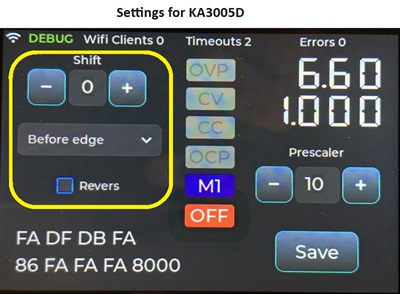 Settings for KA3005D
DEBUG Wifi Clients 0 Timeouts 2 Errors 0
Shift
- 0 +
OVP
CV
CC
OCP
M1
OFF
6.60
1.000
Before edge
Revers
Prescaler
- 10 +
FA DF DB FA
86 FA FA FA 8000
Save